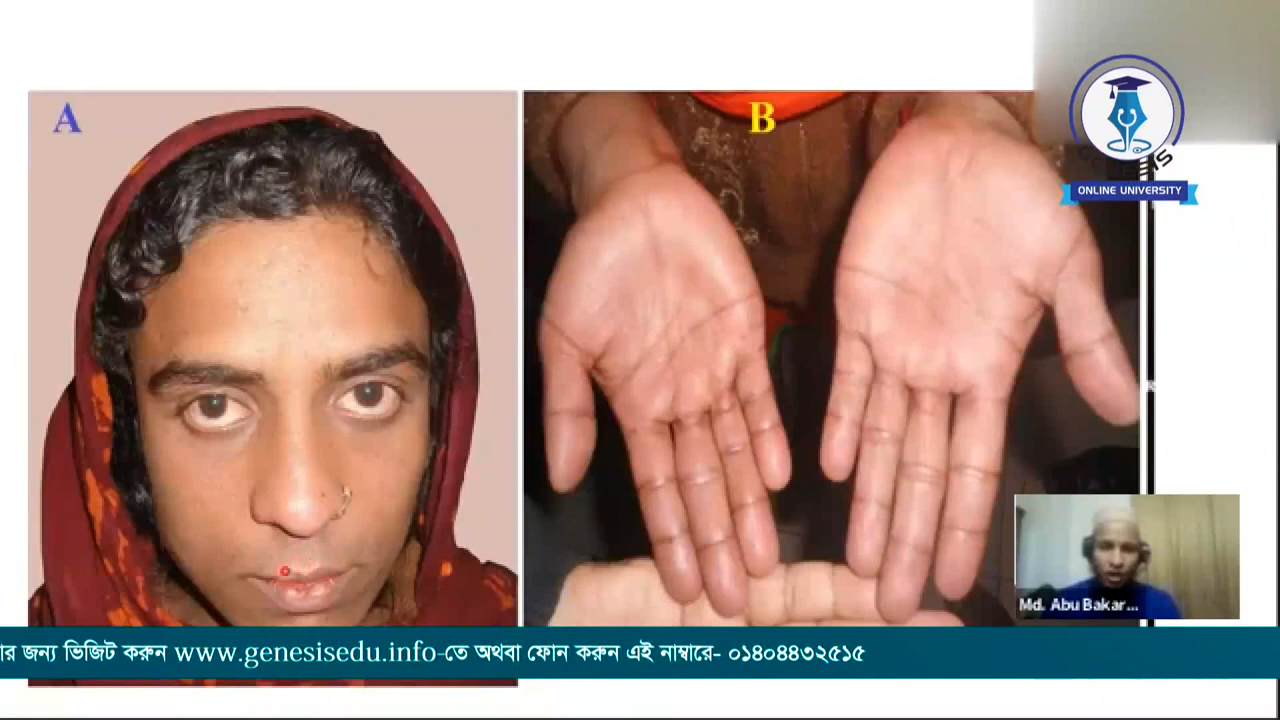 A
B
ONLINE UNIVERSITY
Md. Abu Bakar...
র জন্য ভিজিট করুন www.genesisedu.info-তে অথবা ফোন করুন এই নাম্বারে- ০১৪০৪৪৩২৫১৫